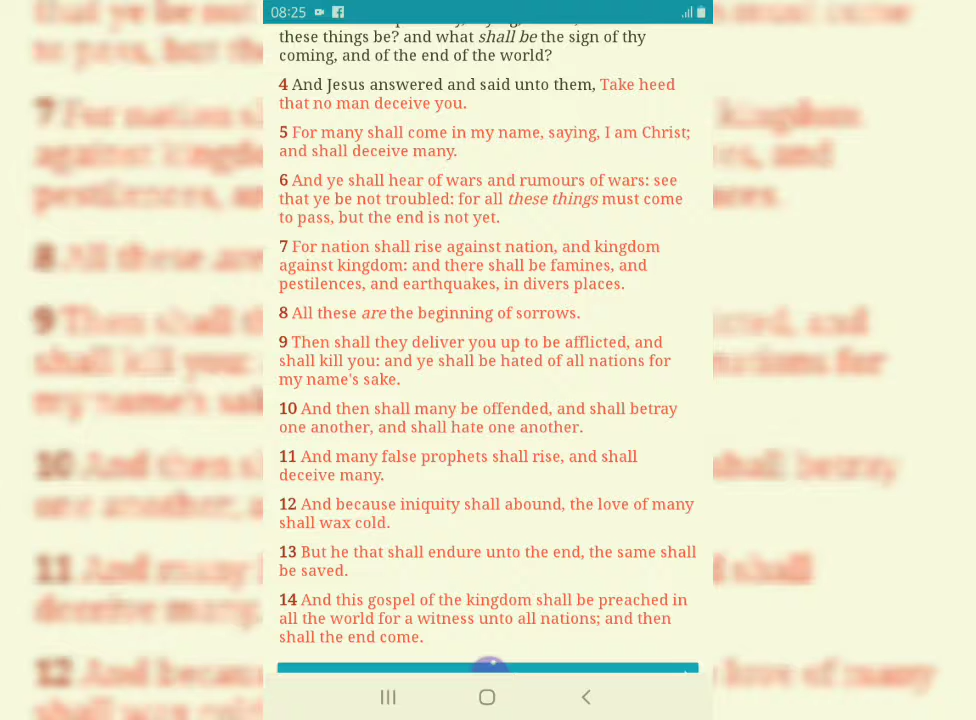 08:25
these things be? and what shall be the sign of thy
coming, and of the end of the world?
4 And Jesus answered and said unto them, Take heed
that no man deceive you.
5 For many shall come in my name, saying, I am Christ;
and shall deceive many.
6 And ye shall hear of wars and rumours of wars: see
that ye be not troubled: for all these things must come
to pass, but the end is not yet.
7 For nation shall rise against nation, and kingdom
against kingdom: and there shall be famines, and
pestilences, and earthquakes, in divers places.
8 All these are the beginning of sorrows.
9 Then shall they deliver you up to be afflicted, and
shall kill you: and ye shall be hated of all nations for
my name's sake.
10 And then shall many be offended, and shall betray
one another, and shall hate one another.
11 And many false prophets shall rise, and shall
deceive many.
12 And because iniquity shall abound, the love of many
shall wax cold.
13 But he that shall endure unto the end, the same shall
be saved.
14 And this gospel of the kingdom shall be preached in
all the world for a witness unto all nations; and then
shall the end come.